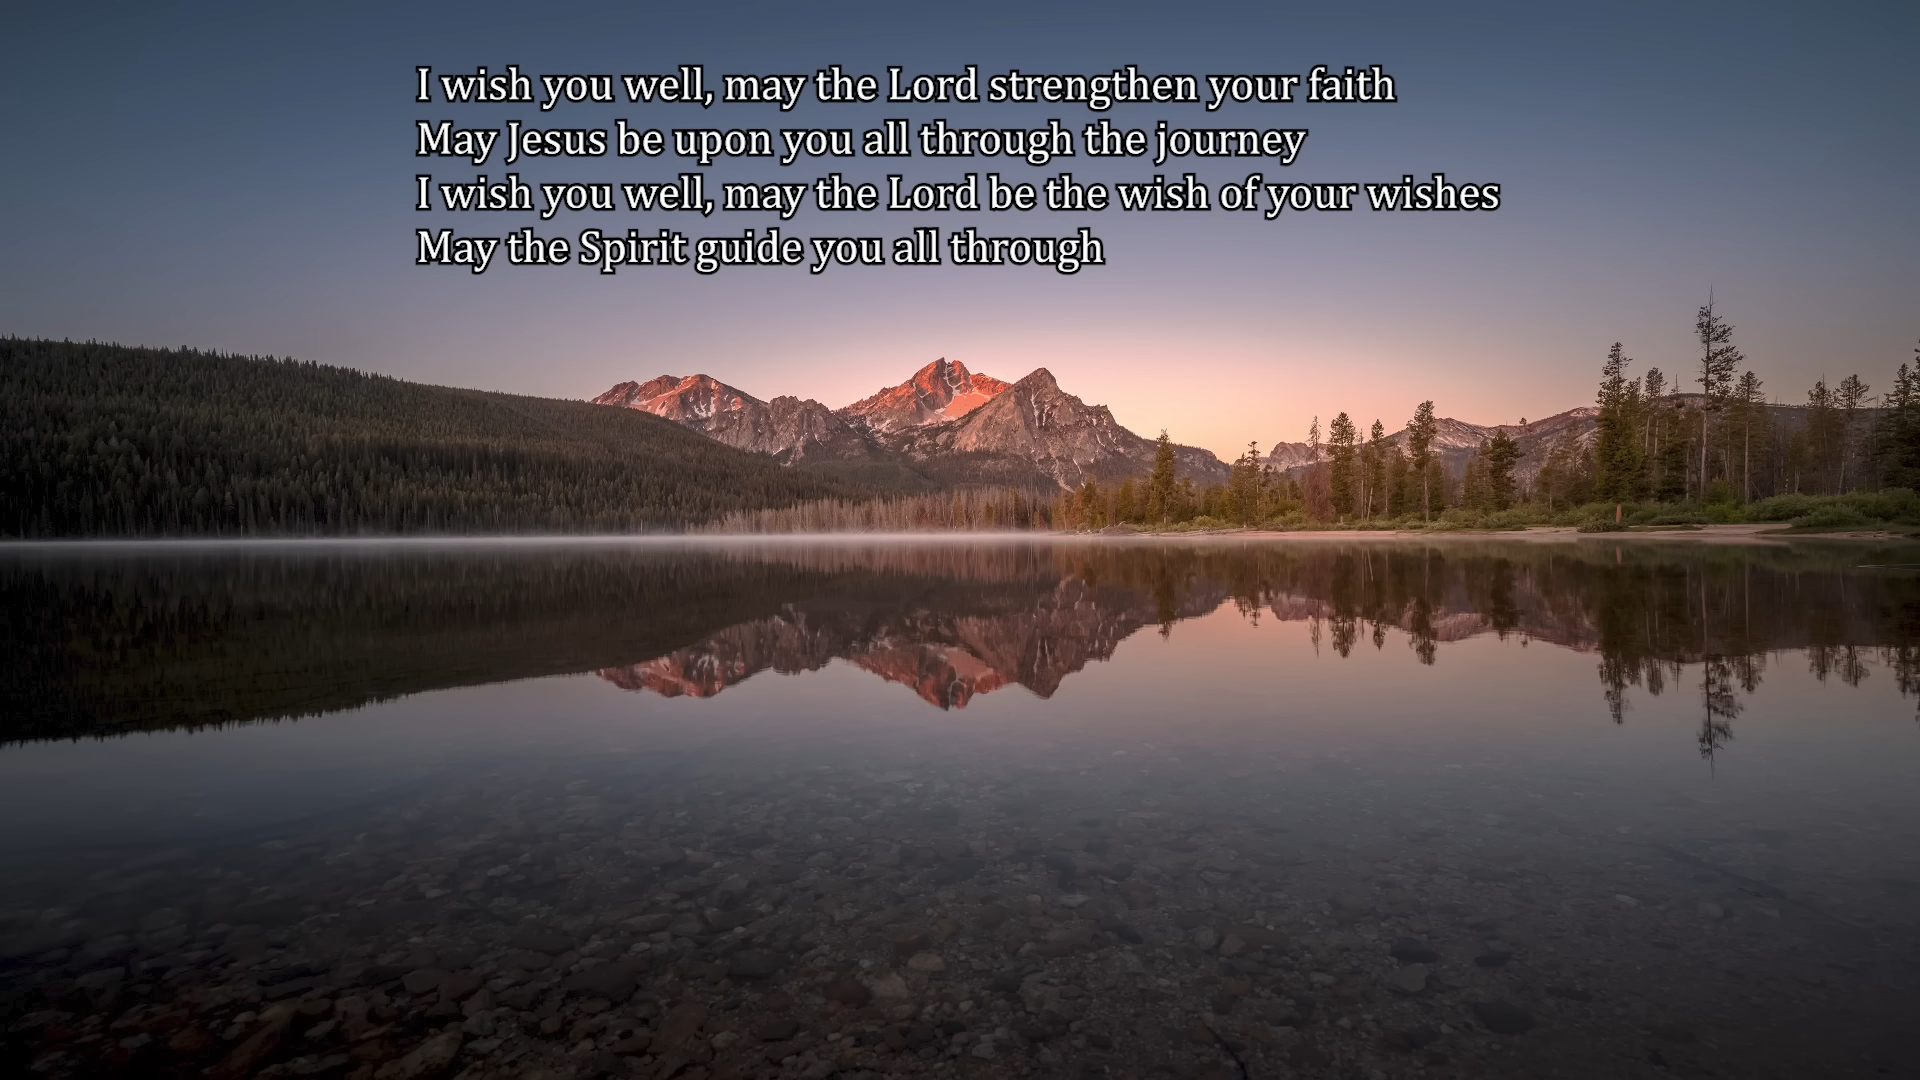 I wish you well, may the Lord strengthen your faith
May Jesus be upon you all through the journey
I wish you well, may the Lord be the wish of your wishes
May the Spirit guide you all through